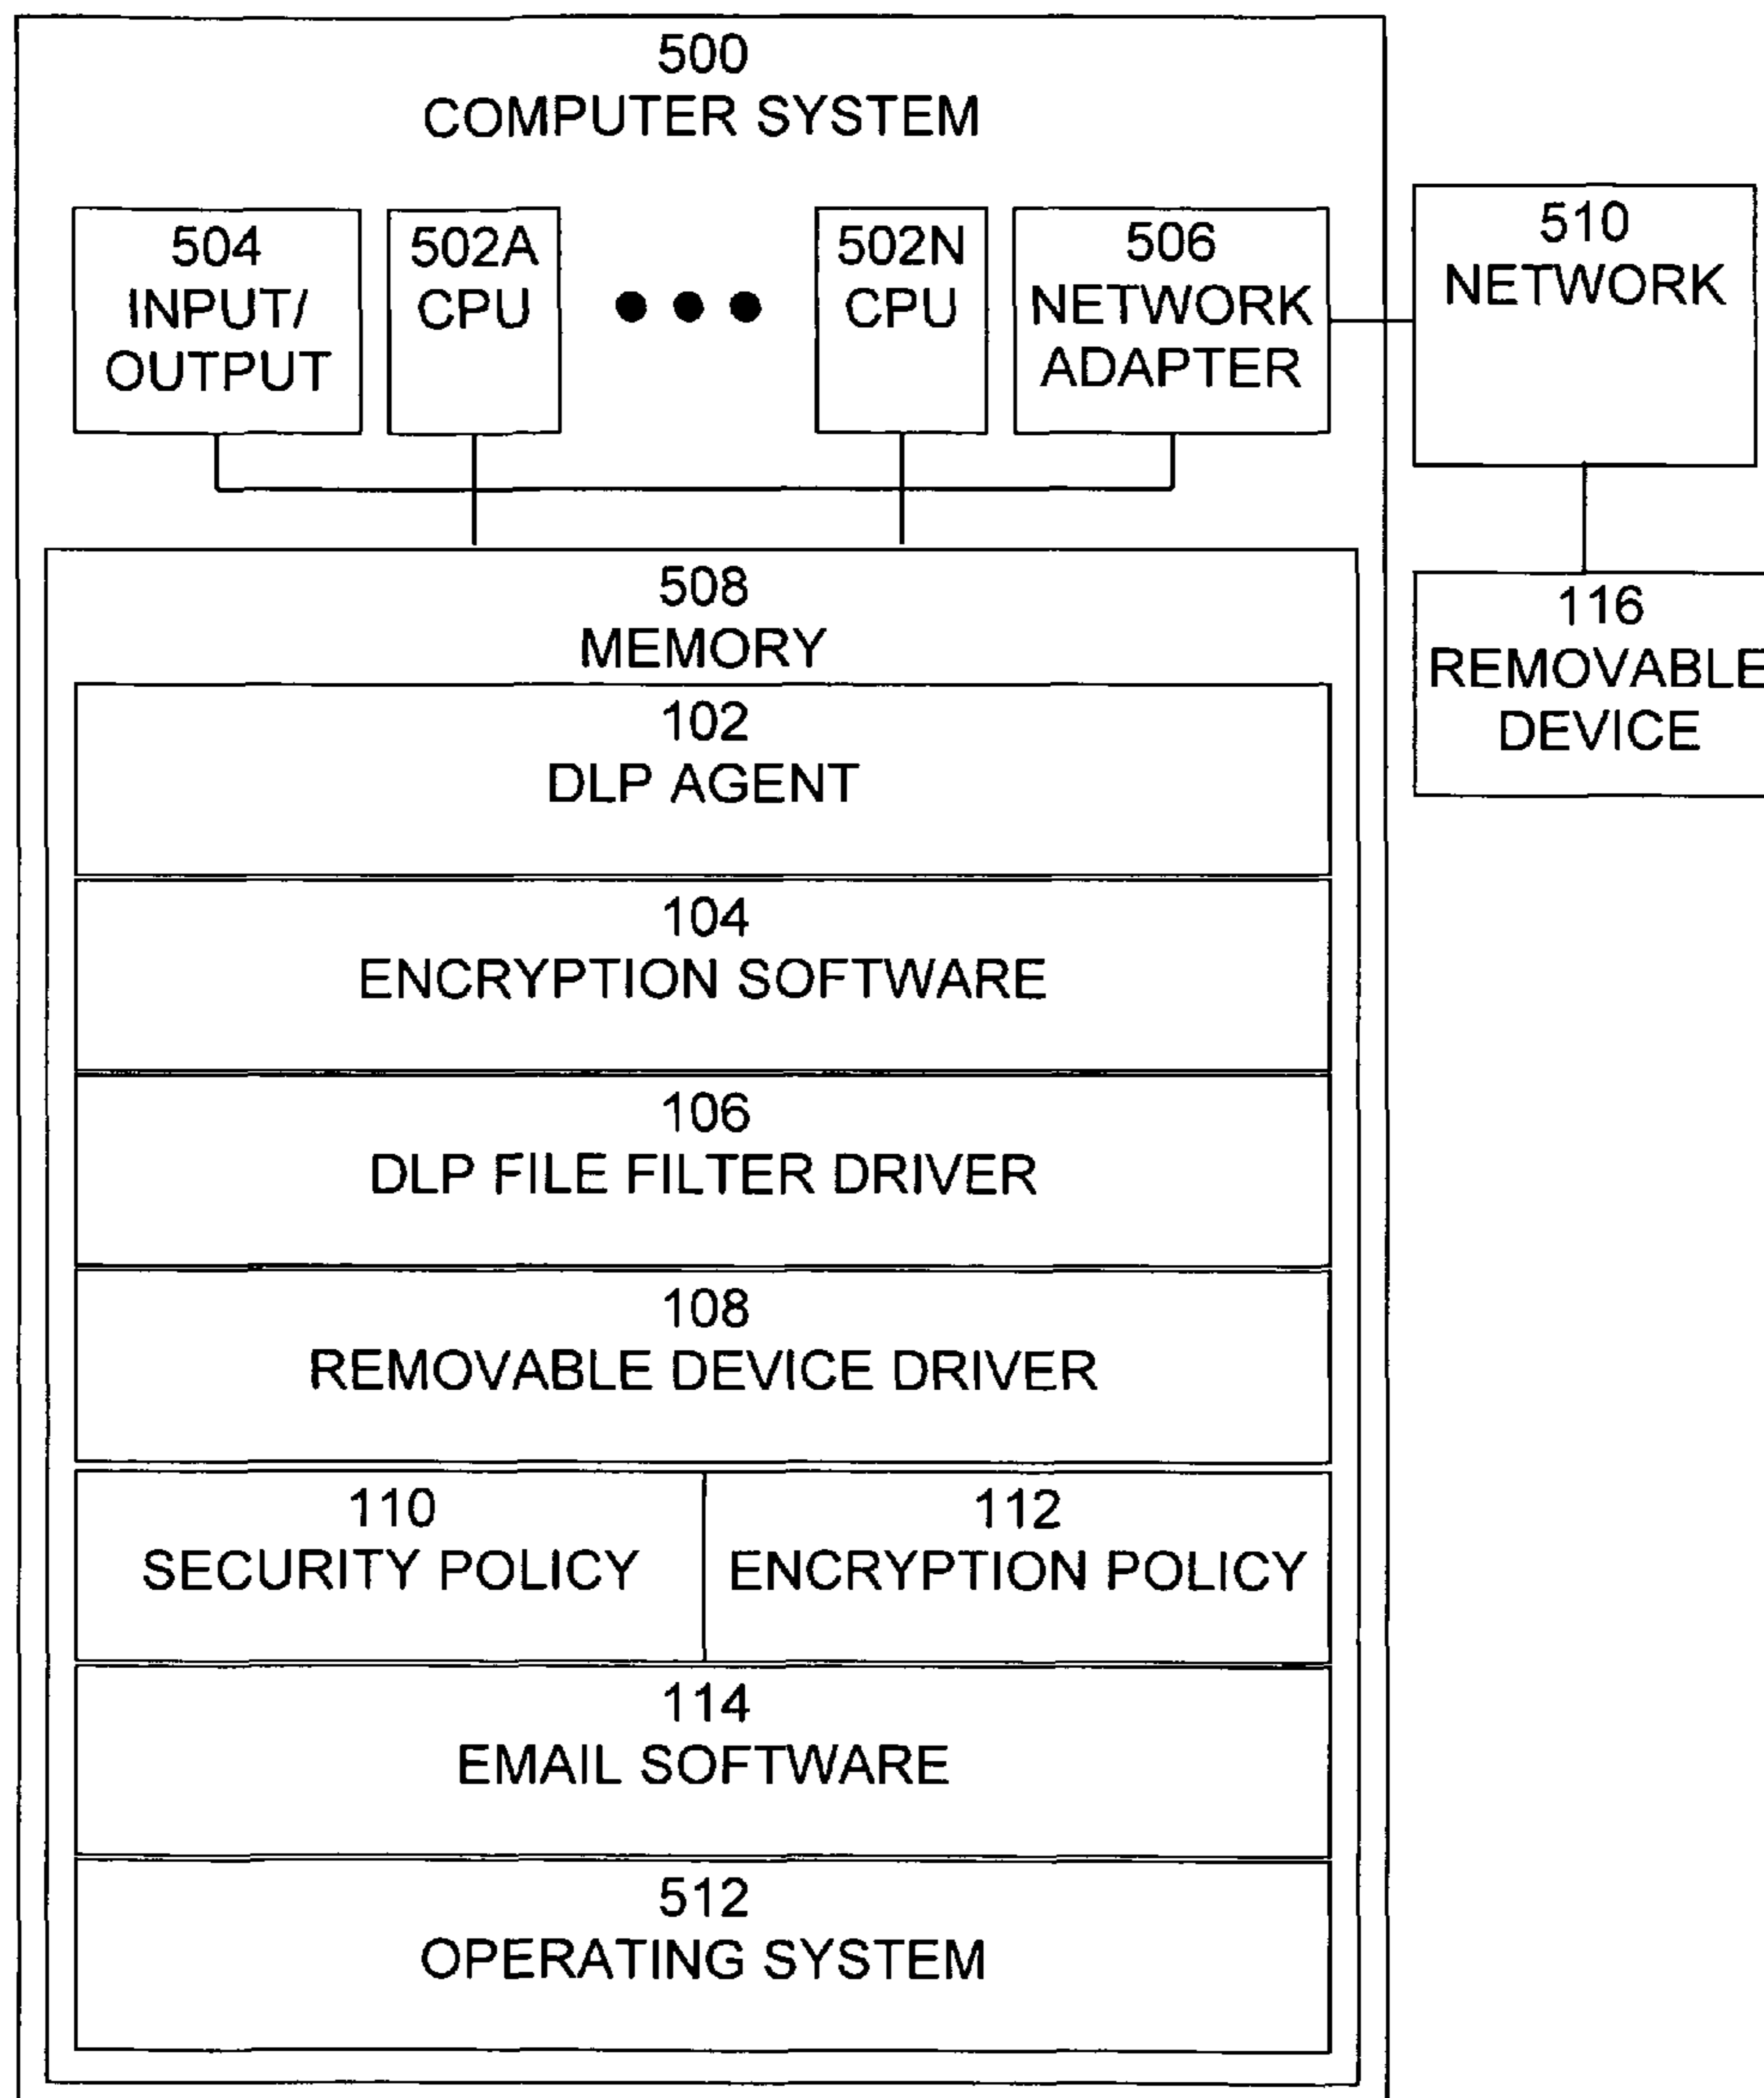 500
COMPUTER SYSTEM
504
INPUT/
OUTPUT
502A
CPU
502N
CPU
506
NETWORK
ADAPTER
510
NETWORK
508
MEMORY
116
REMOVABLE
DEVICE
102
DLP AGENT
104
ENCRYPTION SOFTWARE
106
DLP FILE FILTER DRIVER
108
REMOVABLE DEVICE DRIVER
110
SECURITY POLICY
112
ENCRYPTION POLICY
114
EMAIL SOFTWARE
512
OPERATING SYSTEM